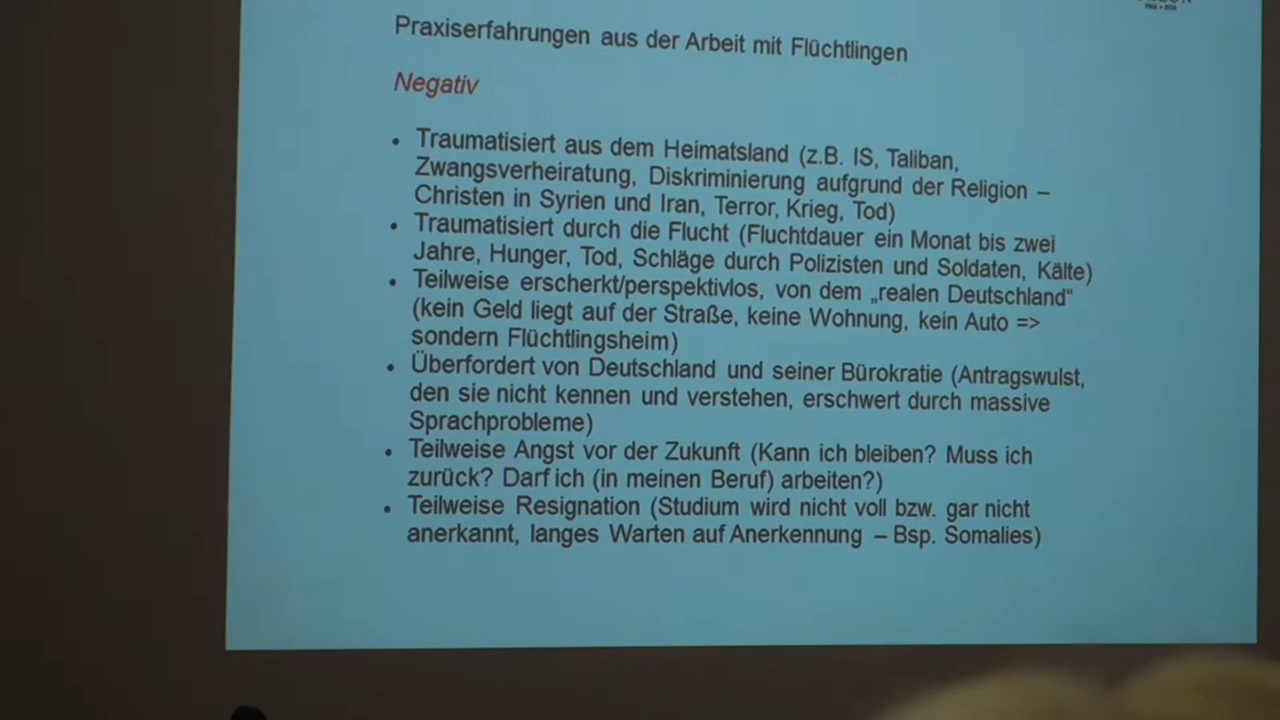 Praxiserfahrungen aus der Arbeit mit Flüchtlingen
Negativ
• Traumatisiert aus dem Heimatsland (z.B. IS, Taliban,
Zwangsverheiratung, Diskriminierung aufgrund der Religion –
Christen in Syrien und Iran, Terror, Krieg, Tod)
• Traumatisiert durch die Flucht (Fluchtdauer ein Monat bis zwei
Jahre, Hunger, Tod, Schläge durch Polizisten und Soldaten, Kälte)
• Teilweise erscherkt/perspektivlos, von dem „realen Deutschland“
(kein Geld liegt auf der Straße, keine Wohnung, kein Auto =>
sondern Flüchtlingsheim)
• Überfordert von Deutschland und seiner Bürokratie (Antragswulst,
den sie nicht kennen und verstehen, erschwert durch massive
Sprachprobleme)
• Teilweise Angst vor der Zukunft (Kann ich bleiben? Muss ich
zurück? Darf ich (in meinen Beruf) arbeiten?)
• Teilweise Resignation (Studium wird nicht voll bzw. gar nicht
anerkannt, langes Warten auf Anerkennung – Bsp. Somalies)